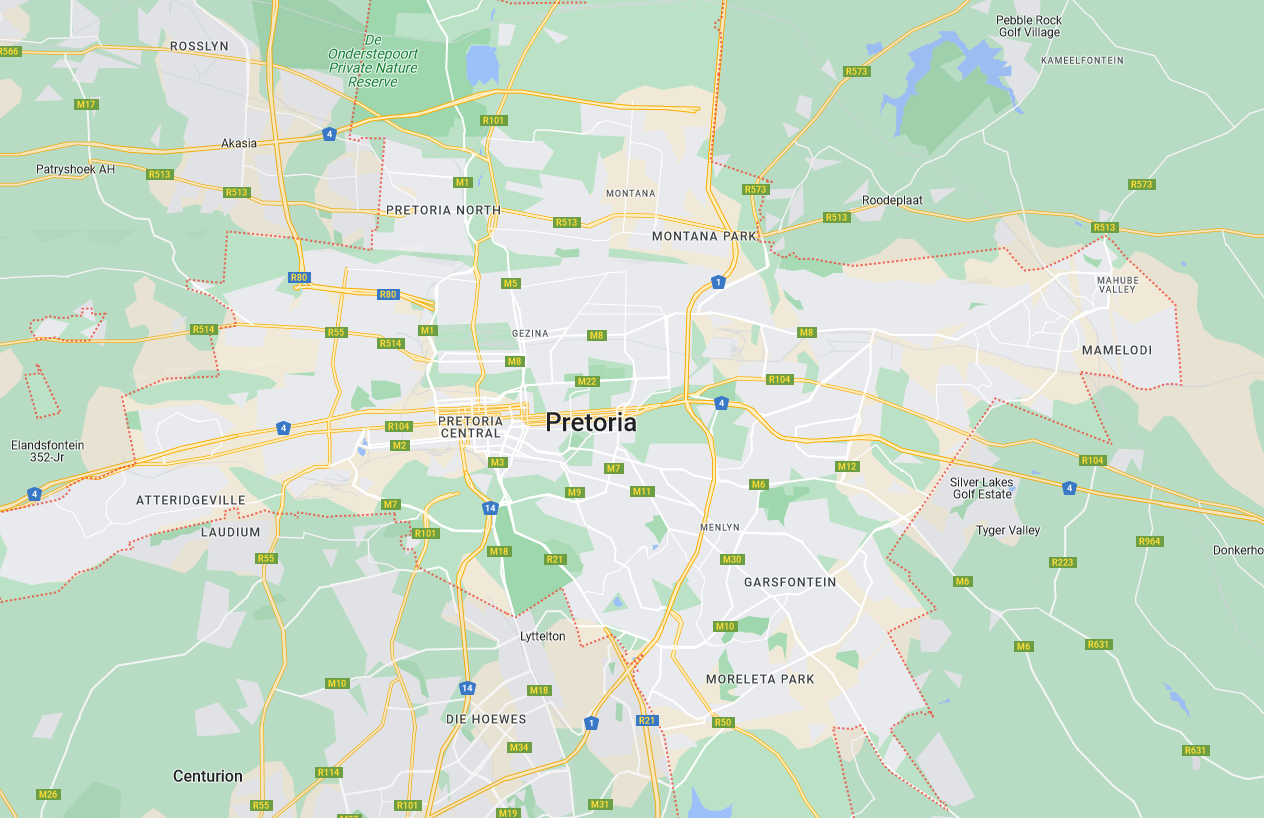 Pebble Rock
Golf Village
De
Onderstepoort
Private Nature
Reserve
ROSSLYN
R566
KAMEELFONTEIN
R573
M17
R101
4
Akasia
Patryshoek AH
R513
M1
R573
R573
R513
MONTANA
Roodeplaat
PRETORIA NORTH
R513
R513
R513
MONTANA PARK
R80
1
M5
MAHUBE
VALLEY
R80
R514
R55
M1
GEZINA
M8
M8
R514
MAMELODI
M8
M22
R104
4
PRETORIA
CENTRAL
Pretoria
4
R104
Elandsfontein
352-Jr
M2
M3
M7
M12
R104
4
ATTERIDGEVILLE
M9
M11
M6
Silver Lakes
Golf Estate
4
M7
14
LAUDIUM
R101
MENLYN
Tyger Valley
R964
Donkerho
R55
M18
R21
M30
R223
GARSFONTEIN
M6
Lyttelton
M10
M6
R631
M10
14
M18
MORELETA PARK
DIE HOEWES
1
R21
R50
M34
R631
Centurion
R114
M26
R55
R101
M19
M31